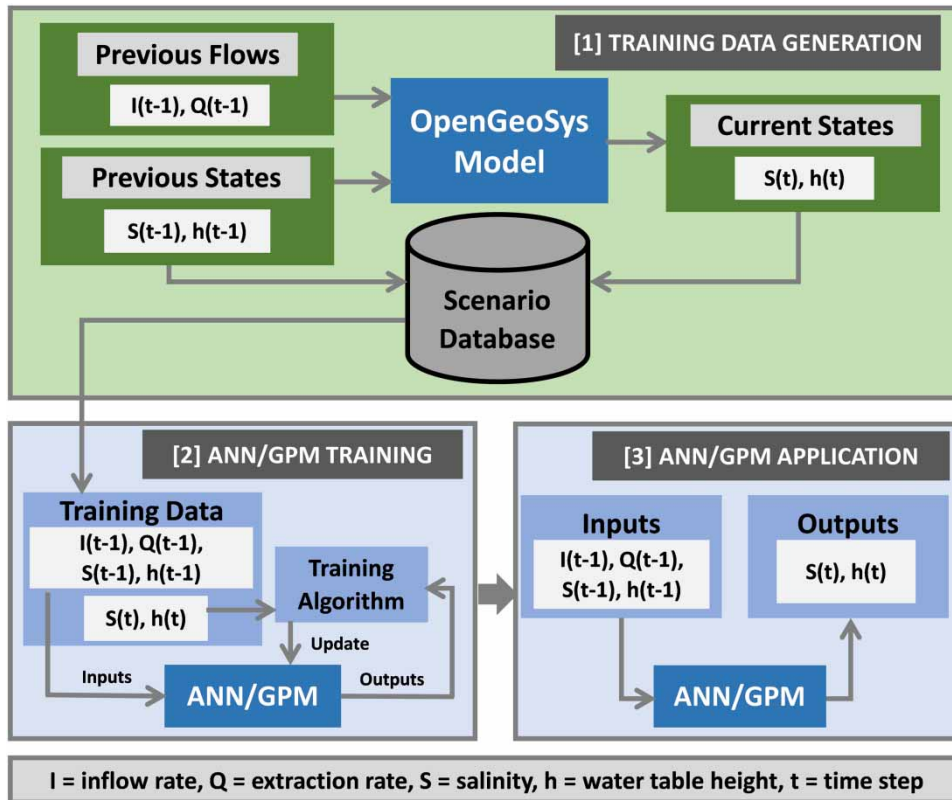 [1] TRAINING DATA GENERATION
Previous Flows
I(t-1), Q(t-1)
Previous States
S(t-1), h(t-1)
OpenGeoSys
Model
Current States
S(t), h(t)
Scenario
Database
[2] ANN/GPM TRAINING
Training Data
I(t-1), Q(t-1),
S(t-1), h(t-1)
S(t), h(t)
Training
Algorithm
Update
Inputs
ANN/GPM
Outputs
[3] ANN/GPM APPLICATION
Inputs
I(t-1), Q(t-1),
S(t-1), h(t-1)
Outputs
S(t), h(t)
ANN/GPM
I = inflow rate, Q = extraction rate, S = salinity, h = water table height, t = time step